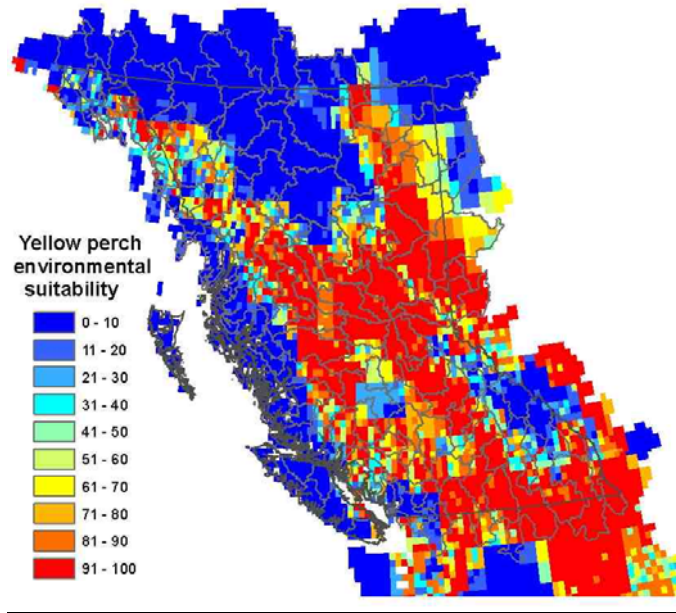 Yellow perch
environmental
suitability
0 - 10
11 - 20
21 - 30
31 - 40
41 - 50
51 - 60
61 - 70
71 - 80
81 - 90
91 - 100